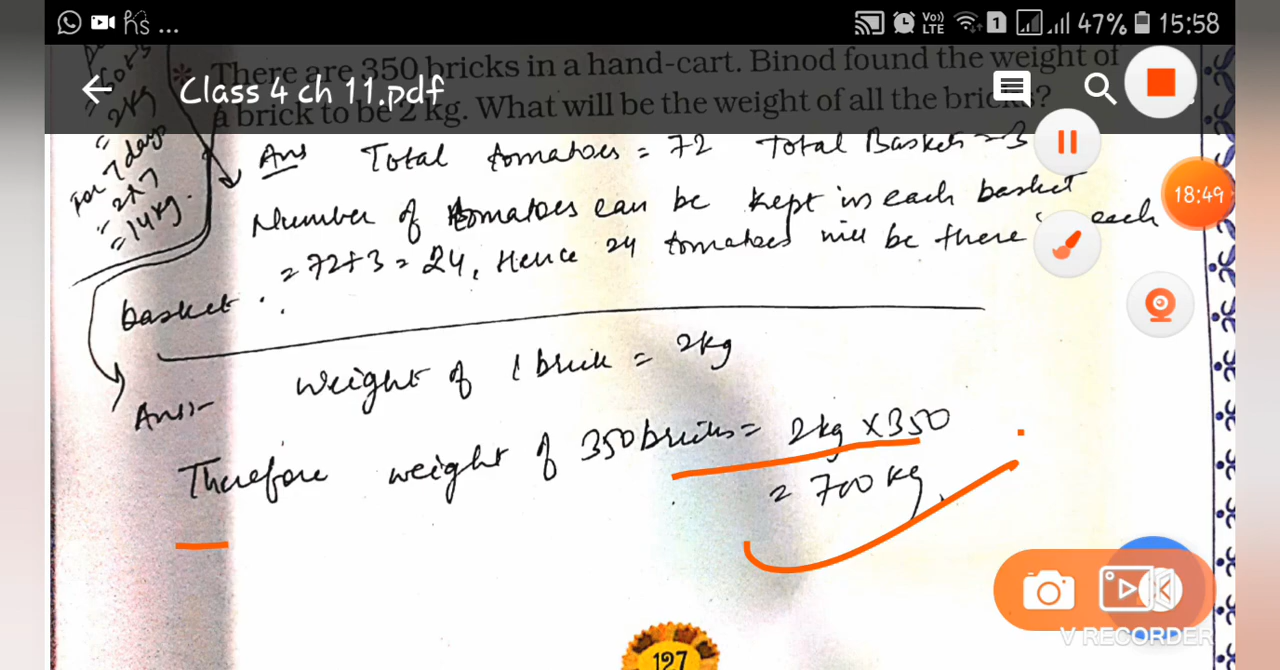 47% 15:58
There are 350 bricks in a hand-cart. Binod found the weight of
Class 4 ch 11.pdf
a brick to be 2 kg. What will be the weight of all the bricks?
2kg
For 7 days
= 2×7
= 14kg.
Ans Total tomatoes = 72 Total Basket = 3
Number of tomatoes can be kept in each basket
= 72÷3 = 24, Hence 24 tomatoes will be there each
basket.
18:49
Weight of 1 brick = 2kg
Ans:-
Therefore weight of 350 bricks = 2kg × 350
= 700 kg.
127
V RECORDER